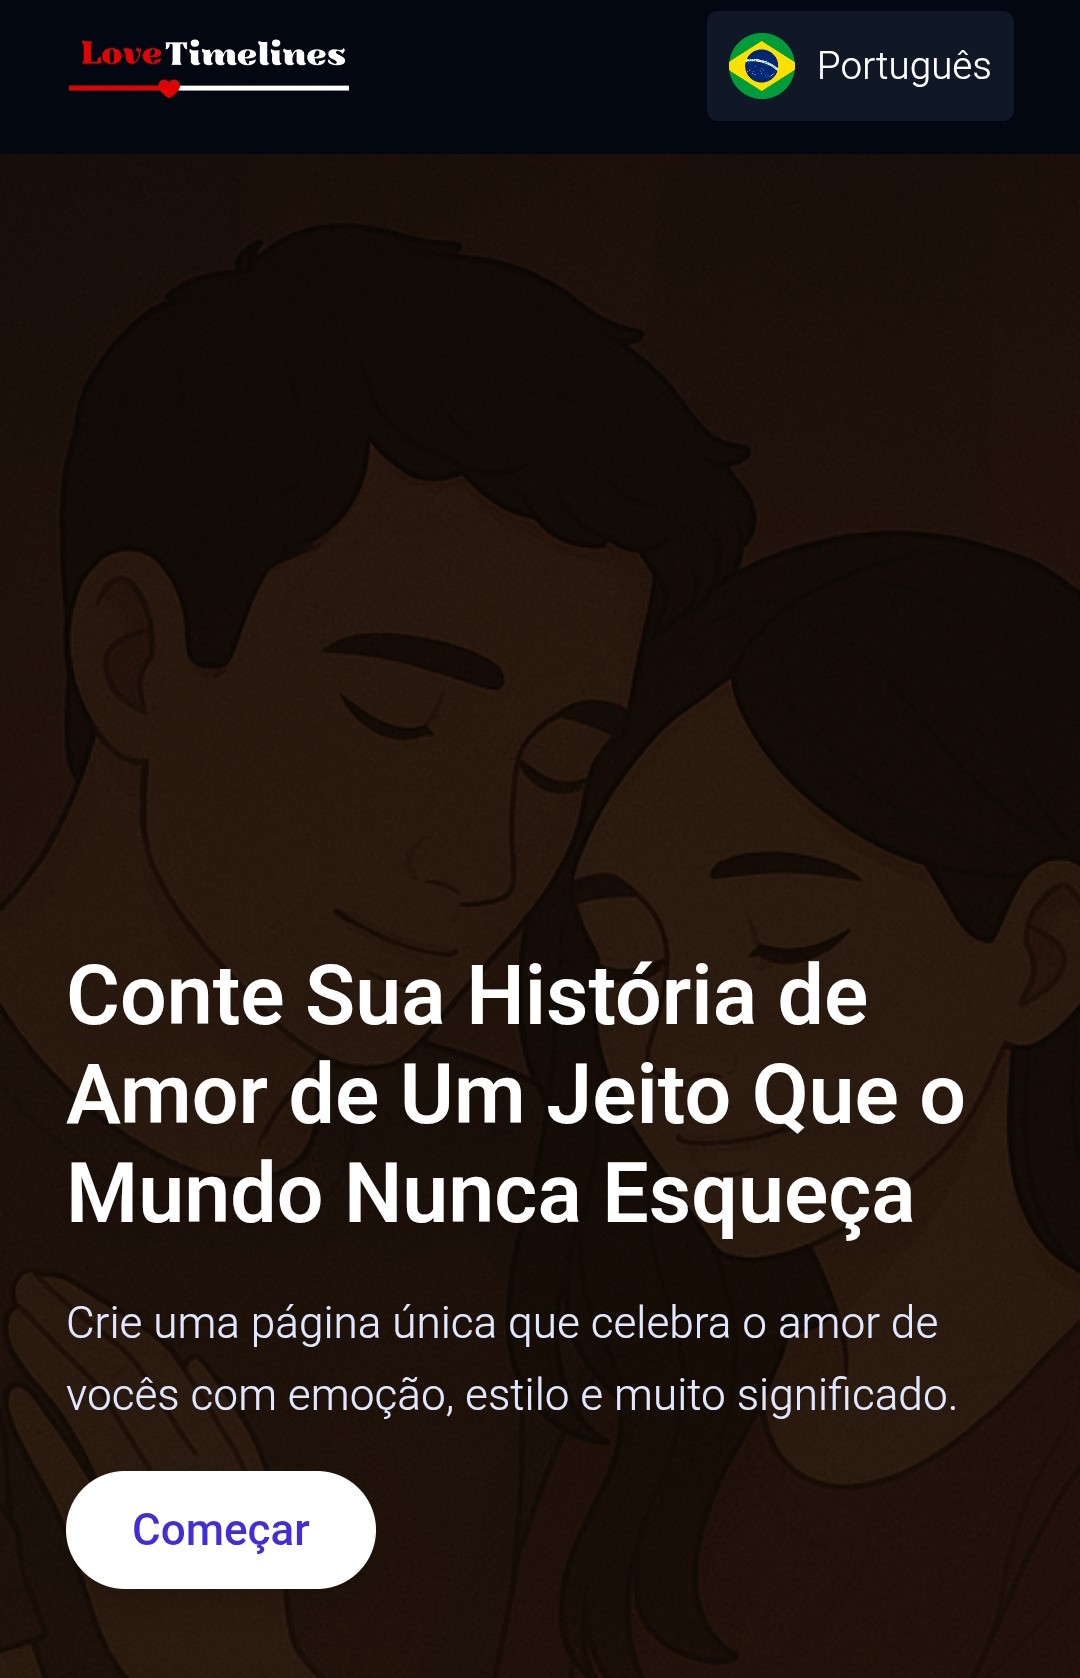 LoveTimelines
Português
Conte Sua História de
Amor de Um Jeito Que o
Mundo Nunca Esqueça
Crie uma página única que celebra o amor de
vocês com emoção, estilo e muito significado.
Começar